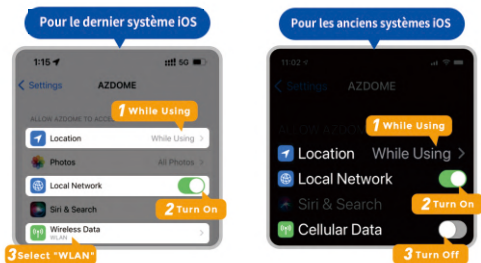 Pour le dernier système iOS
1:15 5G
Settings AZDOME
ALLOW AZDOME TO ACCE
1 While Using
Location While Using
Photos All Photos
Local Network
Siri & Search
2 Turn On
Wireless Data
WLAN
3 Select "WLAN"
Pour les anciens systèmes iOS
11:02
Settings AZDOME
ALLOW AZDOM
1 While Using
Location While Using
Local Network
Siri & Search
2 Turn On
Cellular Data
3 Turn Off